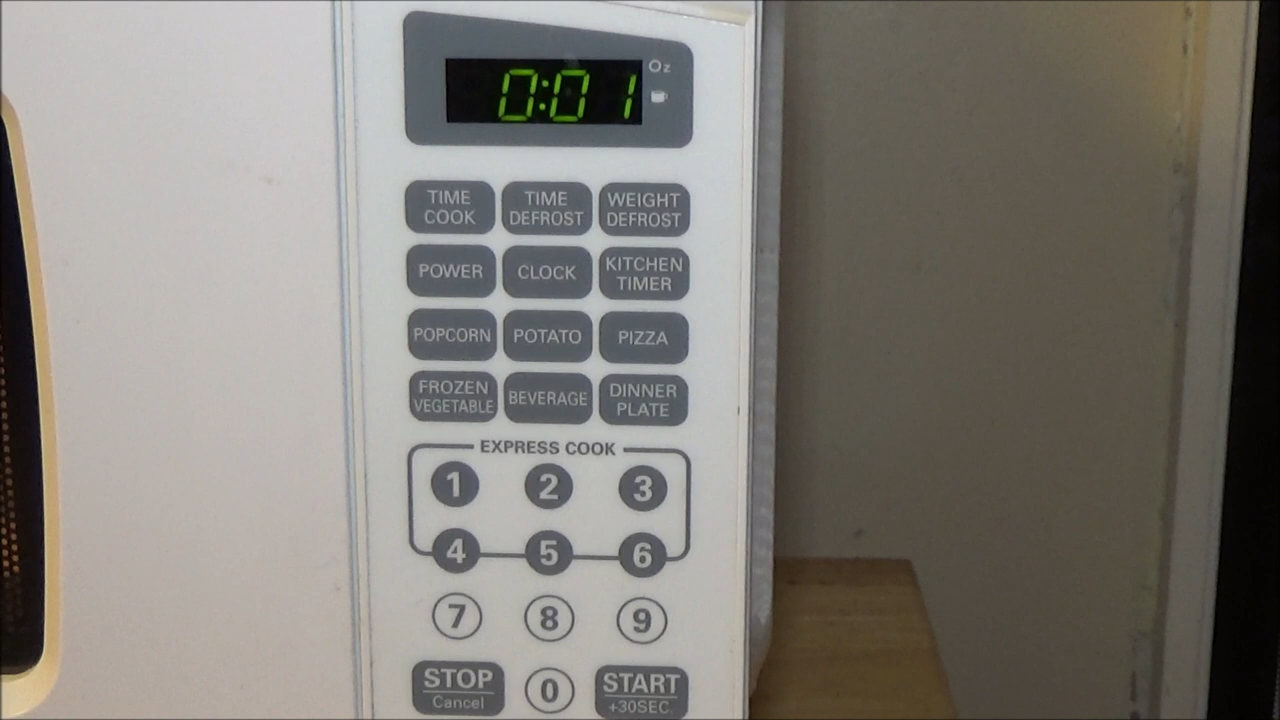 0:01
Oz
TIME
COOK
TIME
DEFROST
WEIGHT
DEFROST
POWER
CLOCK
KITCHEN
TIMER
POPCORN
POTATO
PIZZA
FROZEN
VEGETABLE
BEVERAGE
DINNER
PLATE
EXPRESS COOK
1
2
3
4
5
6
7
8
9
STOP
Cancel
0
START
+30SEC